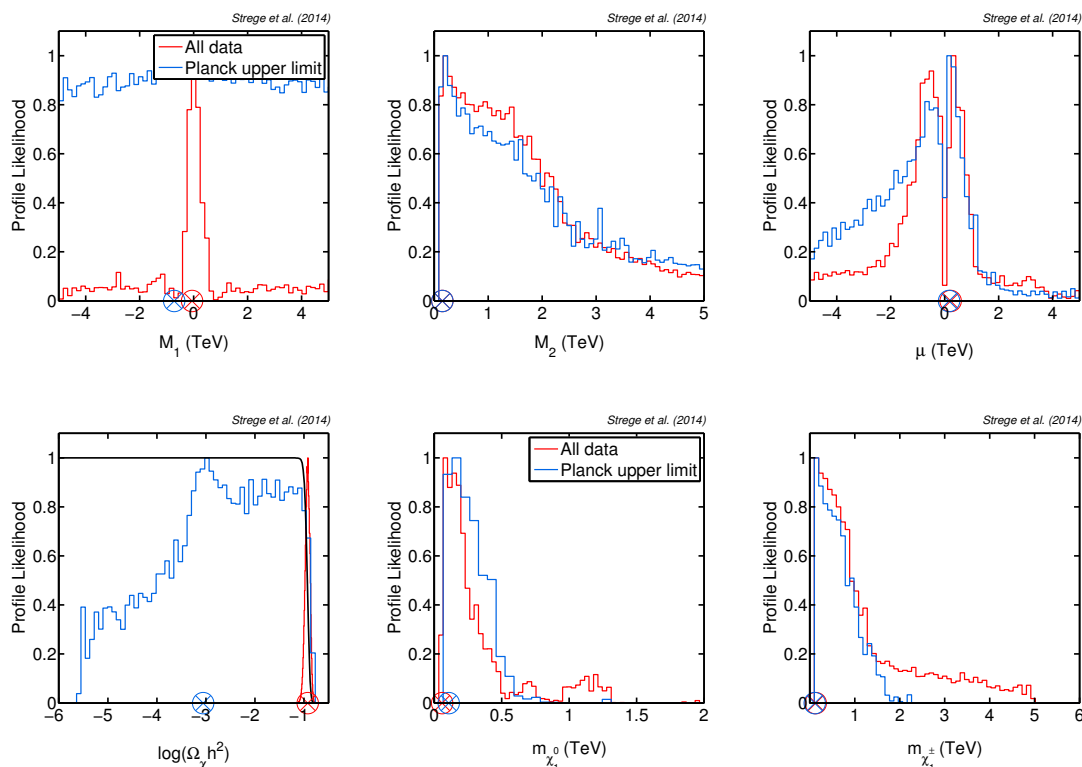 Strege et al. (2014)
All data
Planck upper limit
Profile Likelihood
1
0.8
0.6
0.4
0.2
0
−4 −2 0 2 4
M_1 (TeV)
Strege et al. (2014)
Profile Likelihood
1
0.8
0.6
0.4
0.2
0
0 1 2 3 4 5
M_2 (TeV)
Strege et al. (2014)
Profile Likelihood
1
0.8
0.6
0.4
0.2
0
−4 −2 0 2 4
μ (TeV)
Strege et al. (2014)
Profile Likelihood
1
0.8
0.6
0.4
0.2
0
−6 −5 −4 −3 −2 −1
log(Ω_χ h²)
Strege et al. (2014)
All data
Planck upper limit
Profile Likelihood
1
0.8
0.6
0.4
0.2
0
0 0.5 1 1.5 2
m_χ₁⁰ (TeV)
Strege et al. (2014)
Profile Likelihood
1
0.8
0.6
0.4
0.2
0
1 2 3 4 5 6
m_χ₁± (TeV)